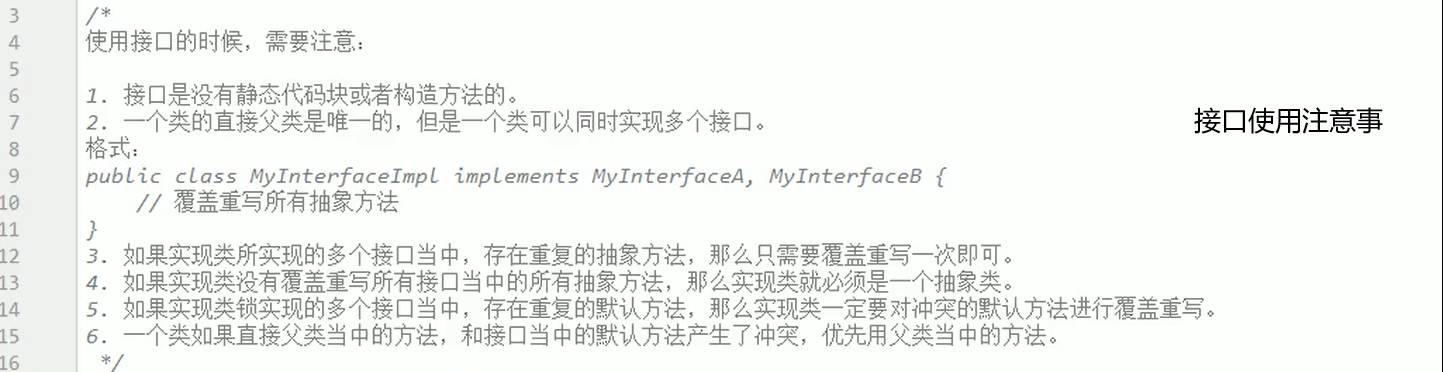 3 /*
4 使用接口的时候，需要注意：
5
6 1. 接口是没有静态代码块或者构造方法的。
7 2. 一个类的直接父类是唯一的，但是一个类可以同时实现多个接口。
接口使用注意事
8 格式：
9 public class MyInterfaceImpl implements MyInterfaceA, MyInterfaceB {
10 // 覆盖重写所有抽象方法
11 }
12 3. 如果实现类所实现的多个接口当中，存在重复的抽象方法，那么只需要覆盖重写一次即可。
13 4. 如果实现类没有覆盖重写所有接口当中的所有抽象方法，那么实现类就必须是一个抽象类。
14 5. 如果实现类锁实现的多个接口当中，存在重复的默认方法，那么实现类一定要对冲突的默认方法进行覆盖重写。
15 6. 一个类如果直接父类当中的方法，和接口当中的默认方法产生了冲突，优先用父类当中的方法。
16 */